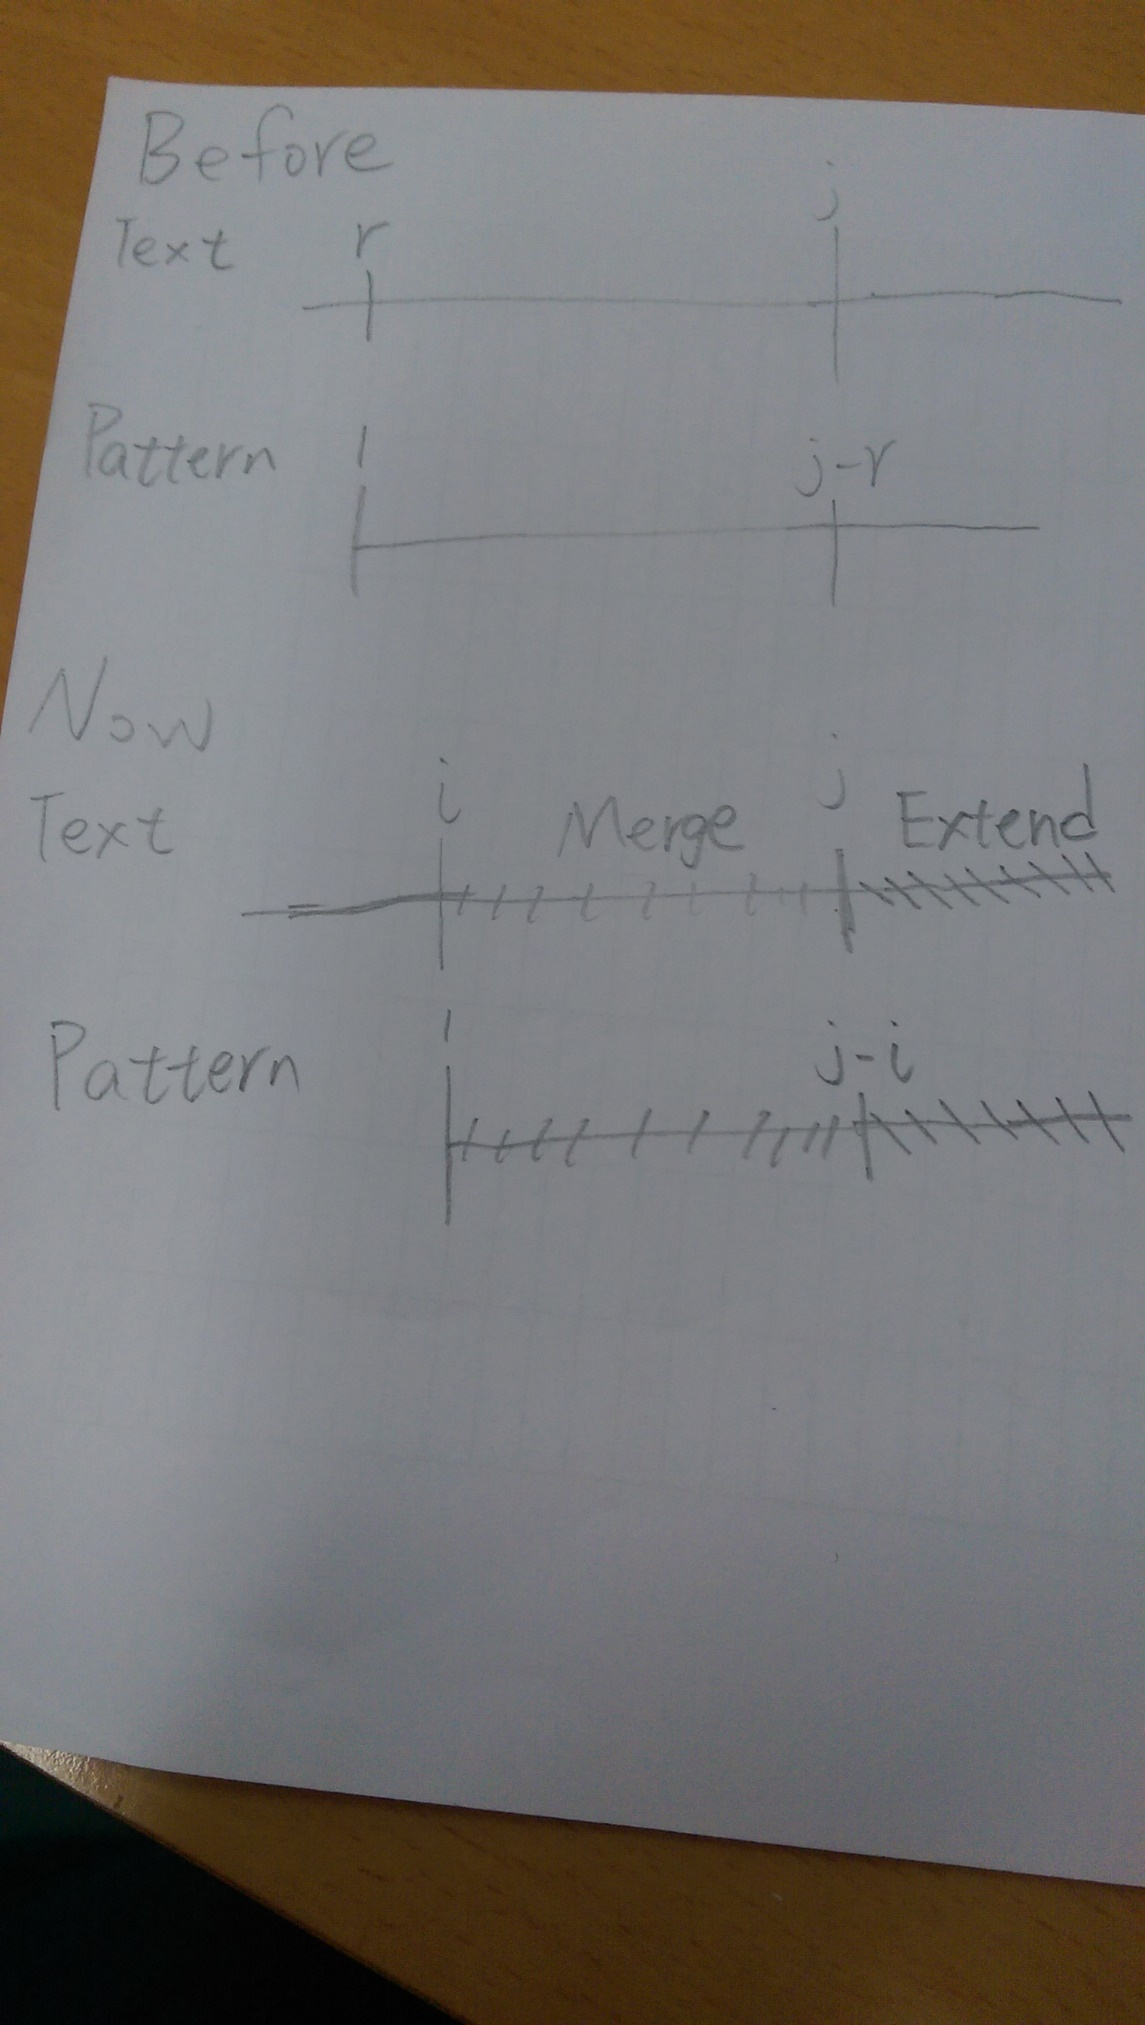 Before
j
Text r
Pattern 1 j-r
Now
i Merge j Extend
Text
1
Pattern j-i